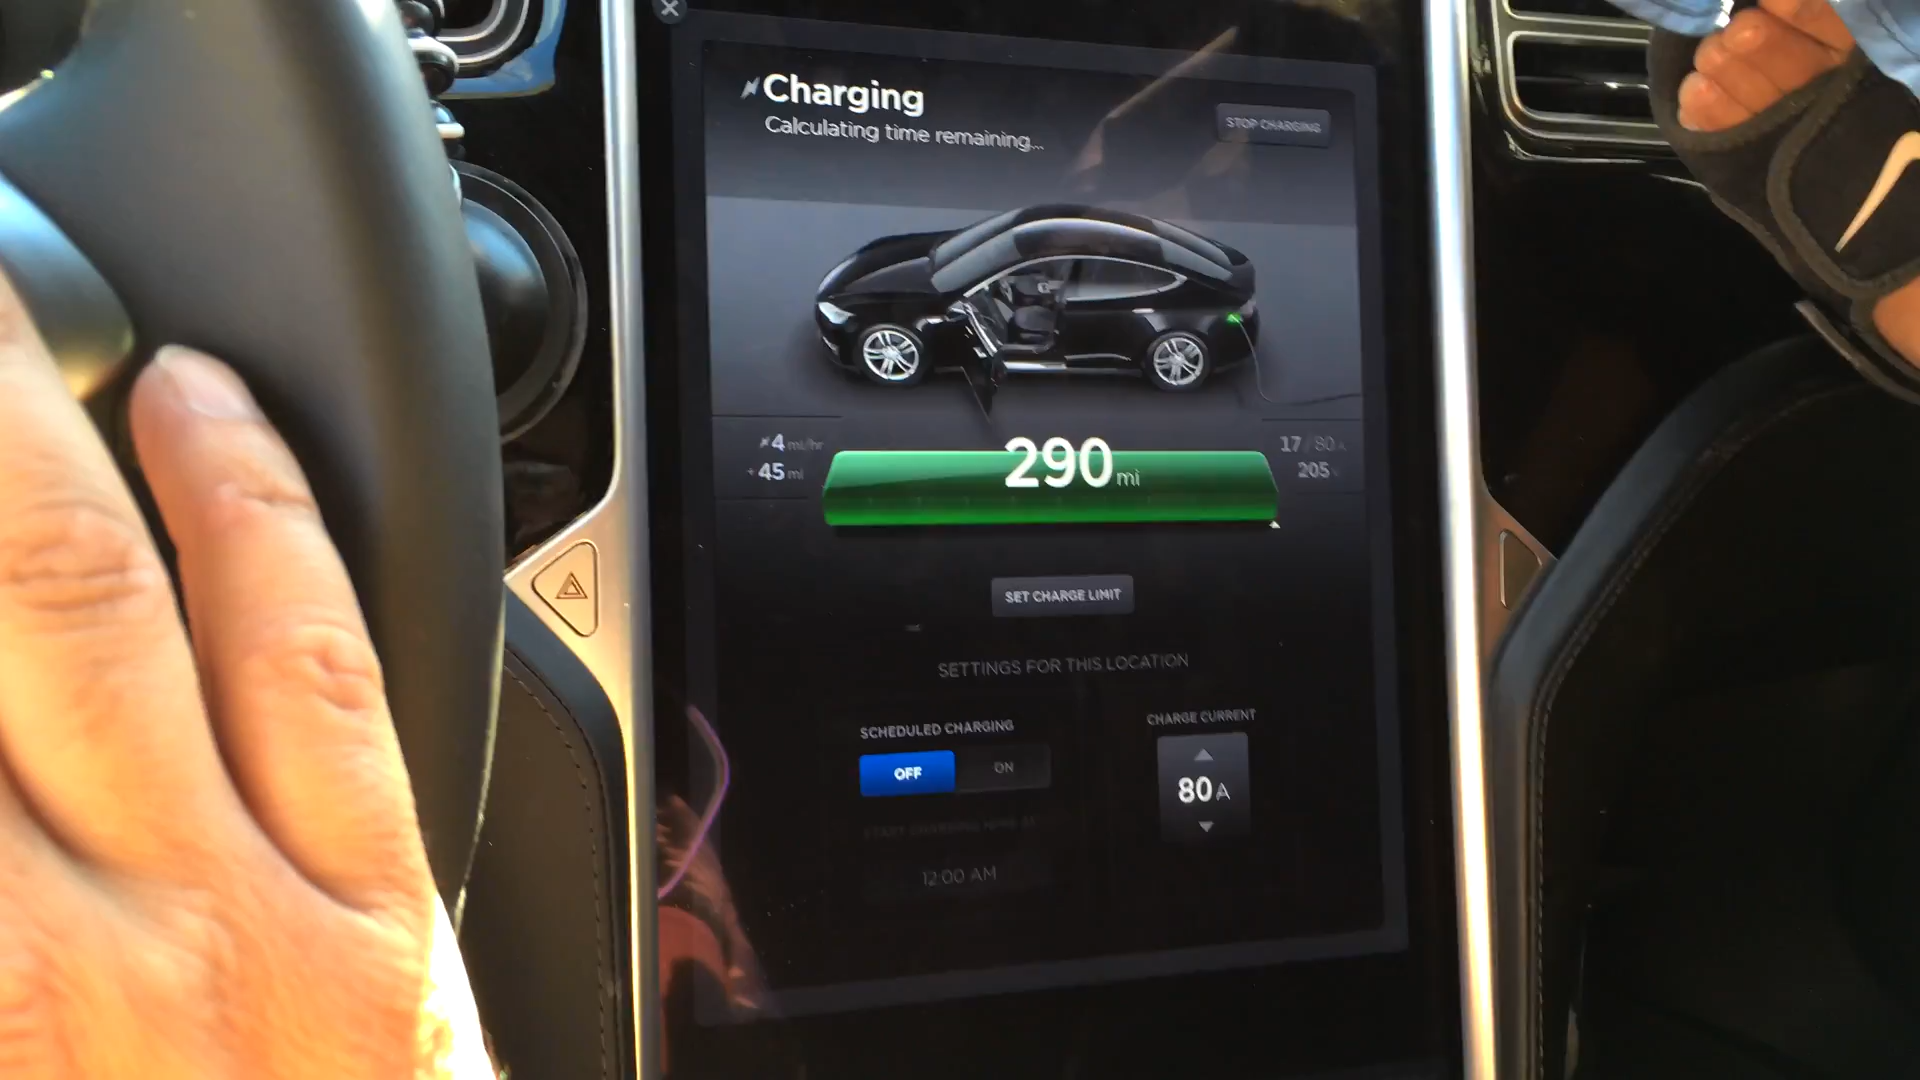 Charging
Calculating time remaining...
STOP CHARGING
4 mi/hr
+45 mi
290 mi
17 / 80 A
205 V
SET CHARGE LIMIT
SETTINGS FOR THIS LOCATION
SCHEDULED CHARGING
OFF ON
CHARGE CURRENT
80 A
12:00 AM